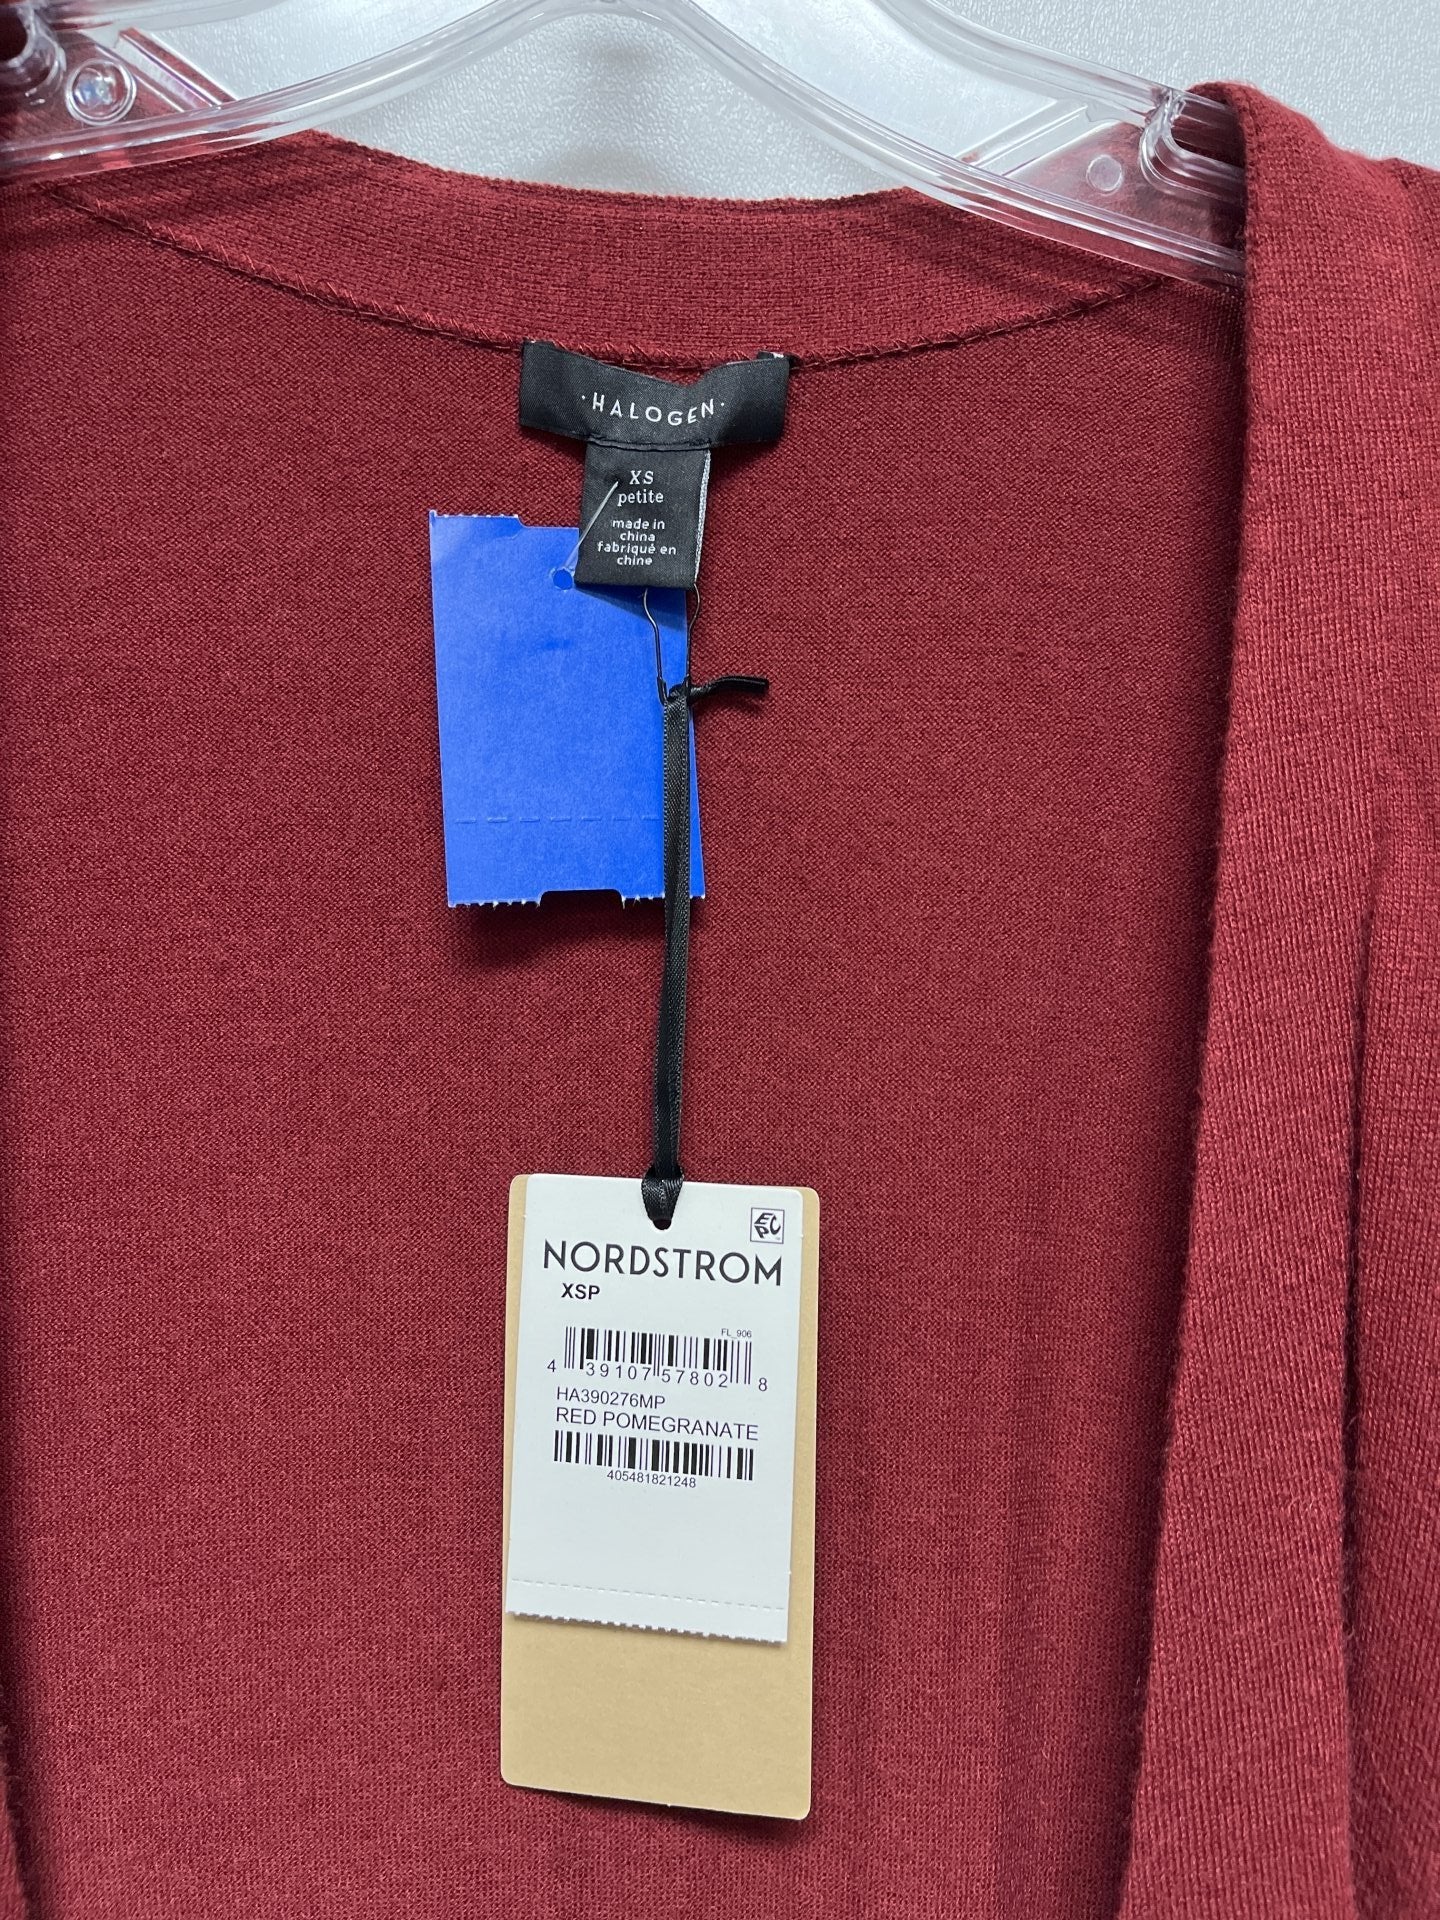 ·HALOGEN·
XS
petite
made in
china
fabriqué en
chine
EPC
NORDSTROM
XSP
FL_906
4 39107 57802 8
HA390276MP
RED POMEGRANATE
405481821248